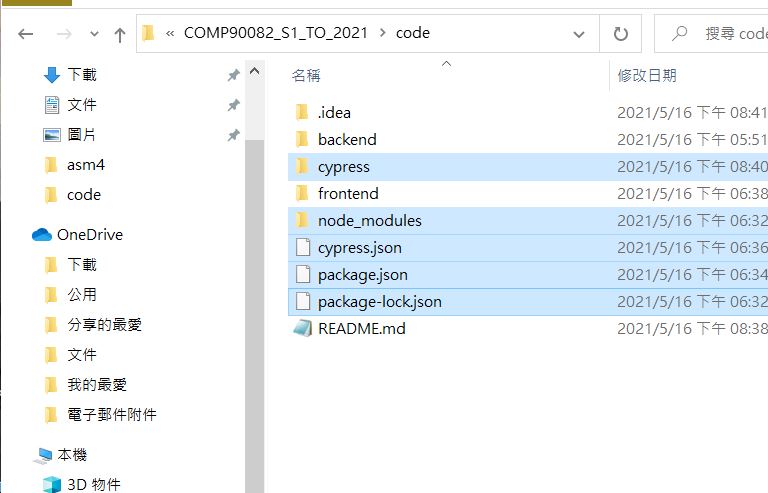 « COMP90082_S1_TO_2021 > code
搜尋 code
下載
文件
圖片
asm4
code
OneDrive
下載
公用
分享的最愛
文件
我的最愛
電子郵件附件
本機
3D 物件
名稱 修改日期
.idea 2021/5/16 下午 08:41
backend 2021/5/16 下午 05:51
cypress 2021/5/16 下午 08:40
frontend 2021/5/16 下午 06:38
node_modules 2021/5/16 下午 06:32
cypress.json 2021/5/16 下午 06:36
package.json 2021/5/16 下午 06:34
package-lock.json 2021/5/16 下午 06:32
README.md 2021/5/16 下午 08:38